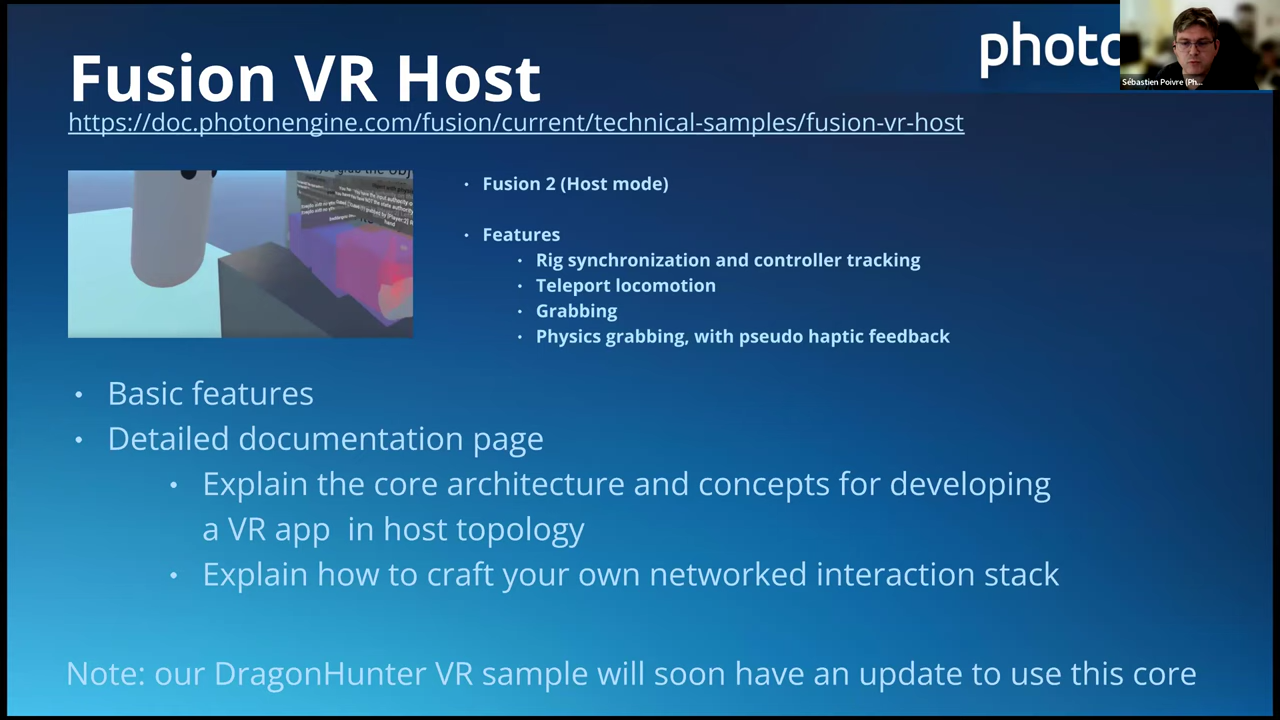 Fusion VR Host
photo
Sébastien Poivre (Ph...
https://doc.photonengine.com/fusion/current/technical-samples/fusion-vr-host
• Fusion 2 (Host mode)
• Features
• Rig synchronization and controller tracking
• Teleport locomotion
• Grabbing
• Physics grabbing, with pseudo haptic feedback
• Basic features
• Detailed documentation page
• Explain the core architecture and concepts for developing
a VR app in host topology
• Explain how to craft your own networked interaction stack
Note: our DragonHunter VR sample will soon have an update to use this core